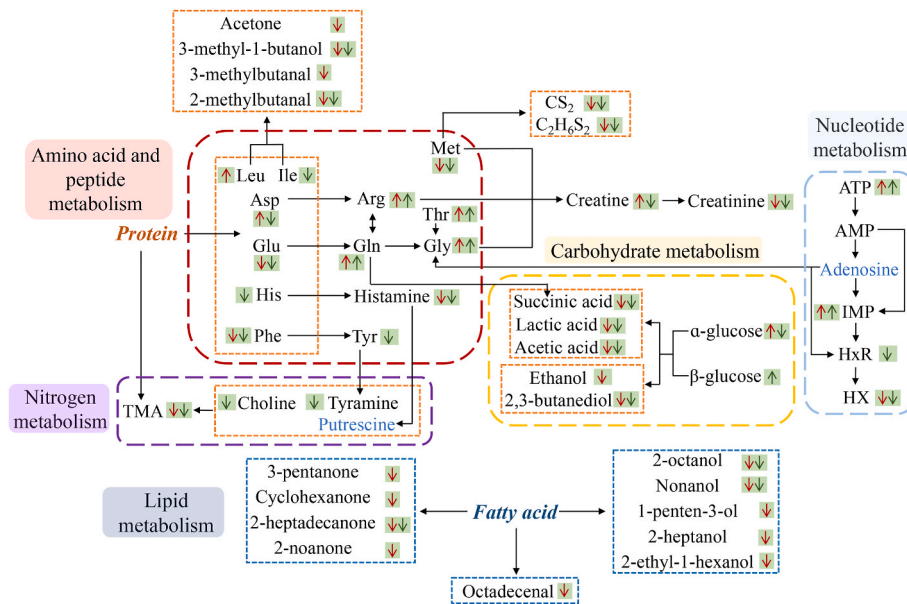 Acetone
3-methyl-1-butanol
3-methylbutanal
2-methylbutanal
CS2
C2H6S2
Nucleotide
metabolism
Amino acid and
peptide
metabolism
Protein
Leu Ile
Asp
Glu
His
Phe
Met
Arg
Thr
Gln
Gly
Histamine
Tyr
Creatine
Creatinine
ATP
AMP
Adenosine
IMP
HxR
HX
Carbohydrate metabolism
Succinic acid
Lactic acid
Acetic acid
Ethanol
2,3-butanediol
α-glucose
β-glucose
Nitrogen
metabolism
TMA
Choline
Tyramine
Putrescine
Lipid
metabolism
3-pentanone
Cyclohexanone
2-heptadecanone
2-noanone
Fatty acid
2-octanol
Nonanol
1-penten-3-ol
2-heptanol
2-ethyl-1-hexanol
Octadecenal